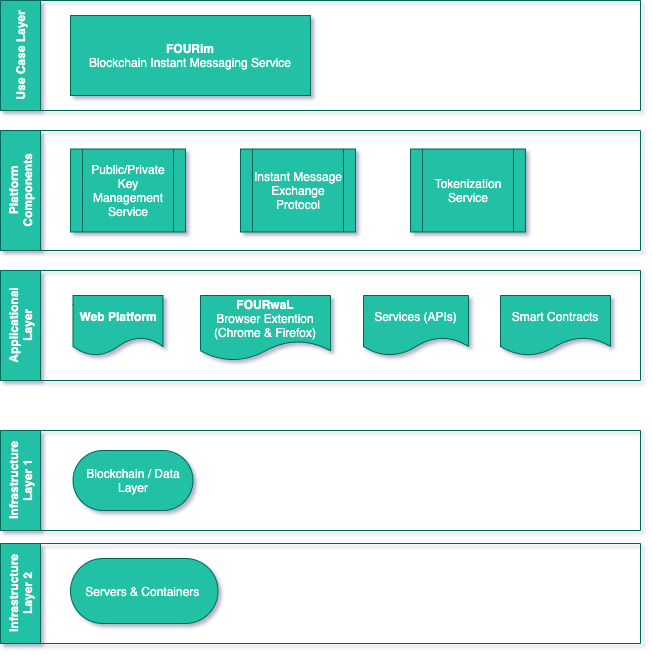 Use Case Layer
FOURim
Blockchain Instant Messaging Service
Platform
Components
Public/Private
Key
Management
Service
Instant Message
Exchange
Protocol
Tokenization
Service
Applicational
Layer
Web Platform
FOURwaL
Browser Extention
(Chrome & Firefox)
Services (APIs)
Smart Contracts
Infrastructure
Layer 1
Blockchain / Data
Layer
Infrastructure
Layer 2
Servers & Containers